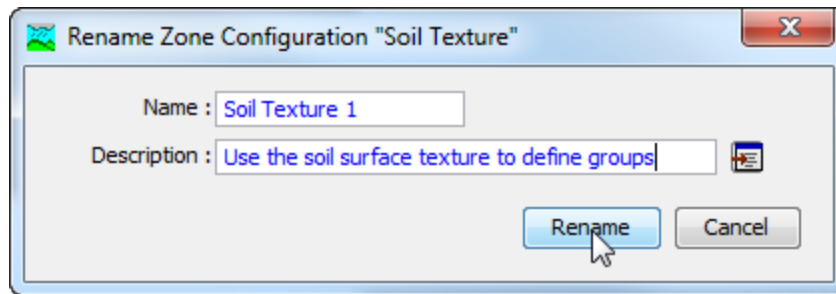 Rename Zone Configuration "Soil Texture"
Name : Soil Texture 1
Description : Use the soil surface texture to define groups
Rename Cancel